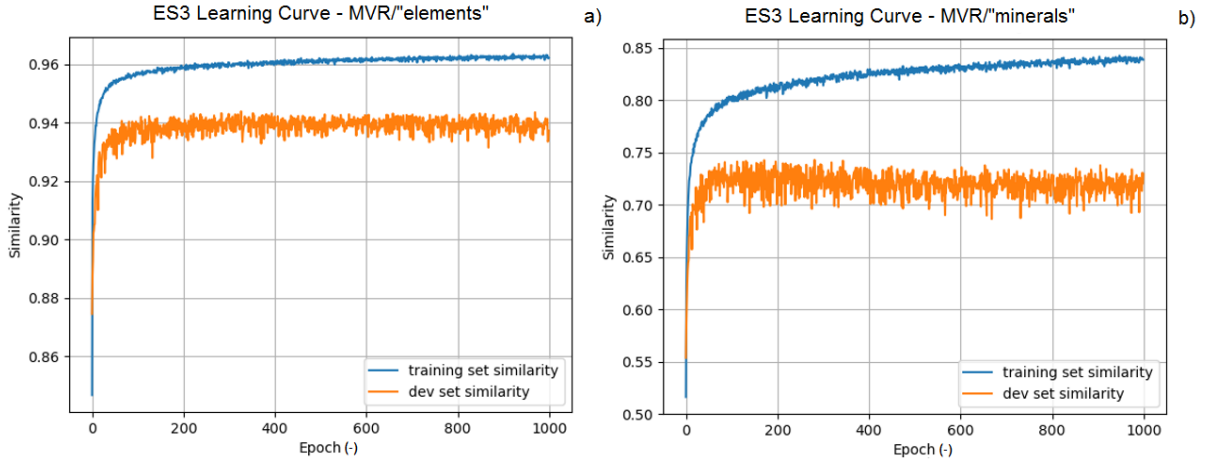 ES3 Learning Curve - MVR/"elements"
a)
0.96
0.94
0.92
0.90
0.88
0.86
Similarity
training set similarity
dev set similarity
0
200
400
600
800
1000
Epoch (-)
ES3 Learning Curve - MVR/"minerals"
b)
0.85
0.80
0.75
0.70
0.65
0.60
0.55
0.50
Similarity
training set similarity
dev set similarity
0
200
400
600
800
1000
Epoch (-)